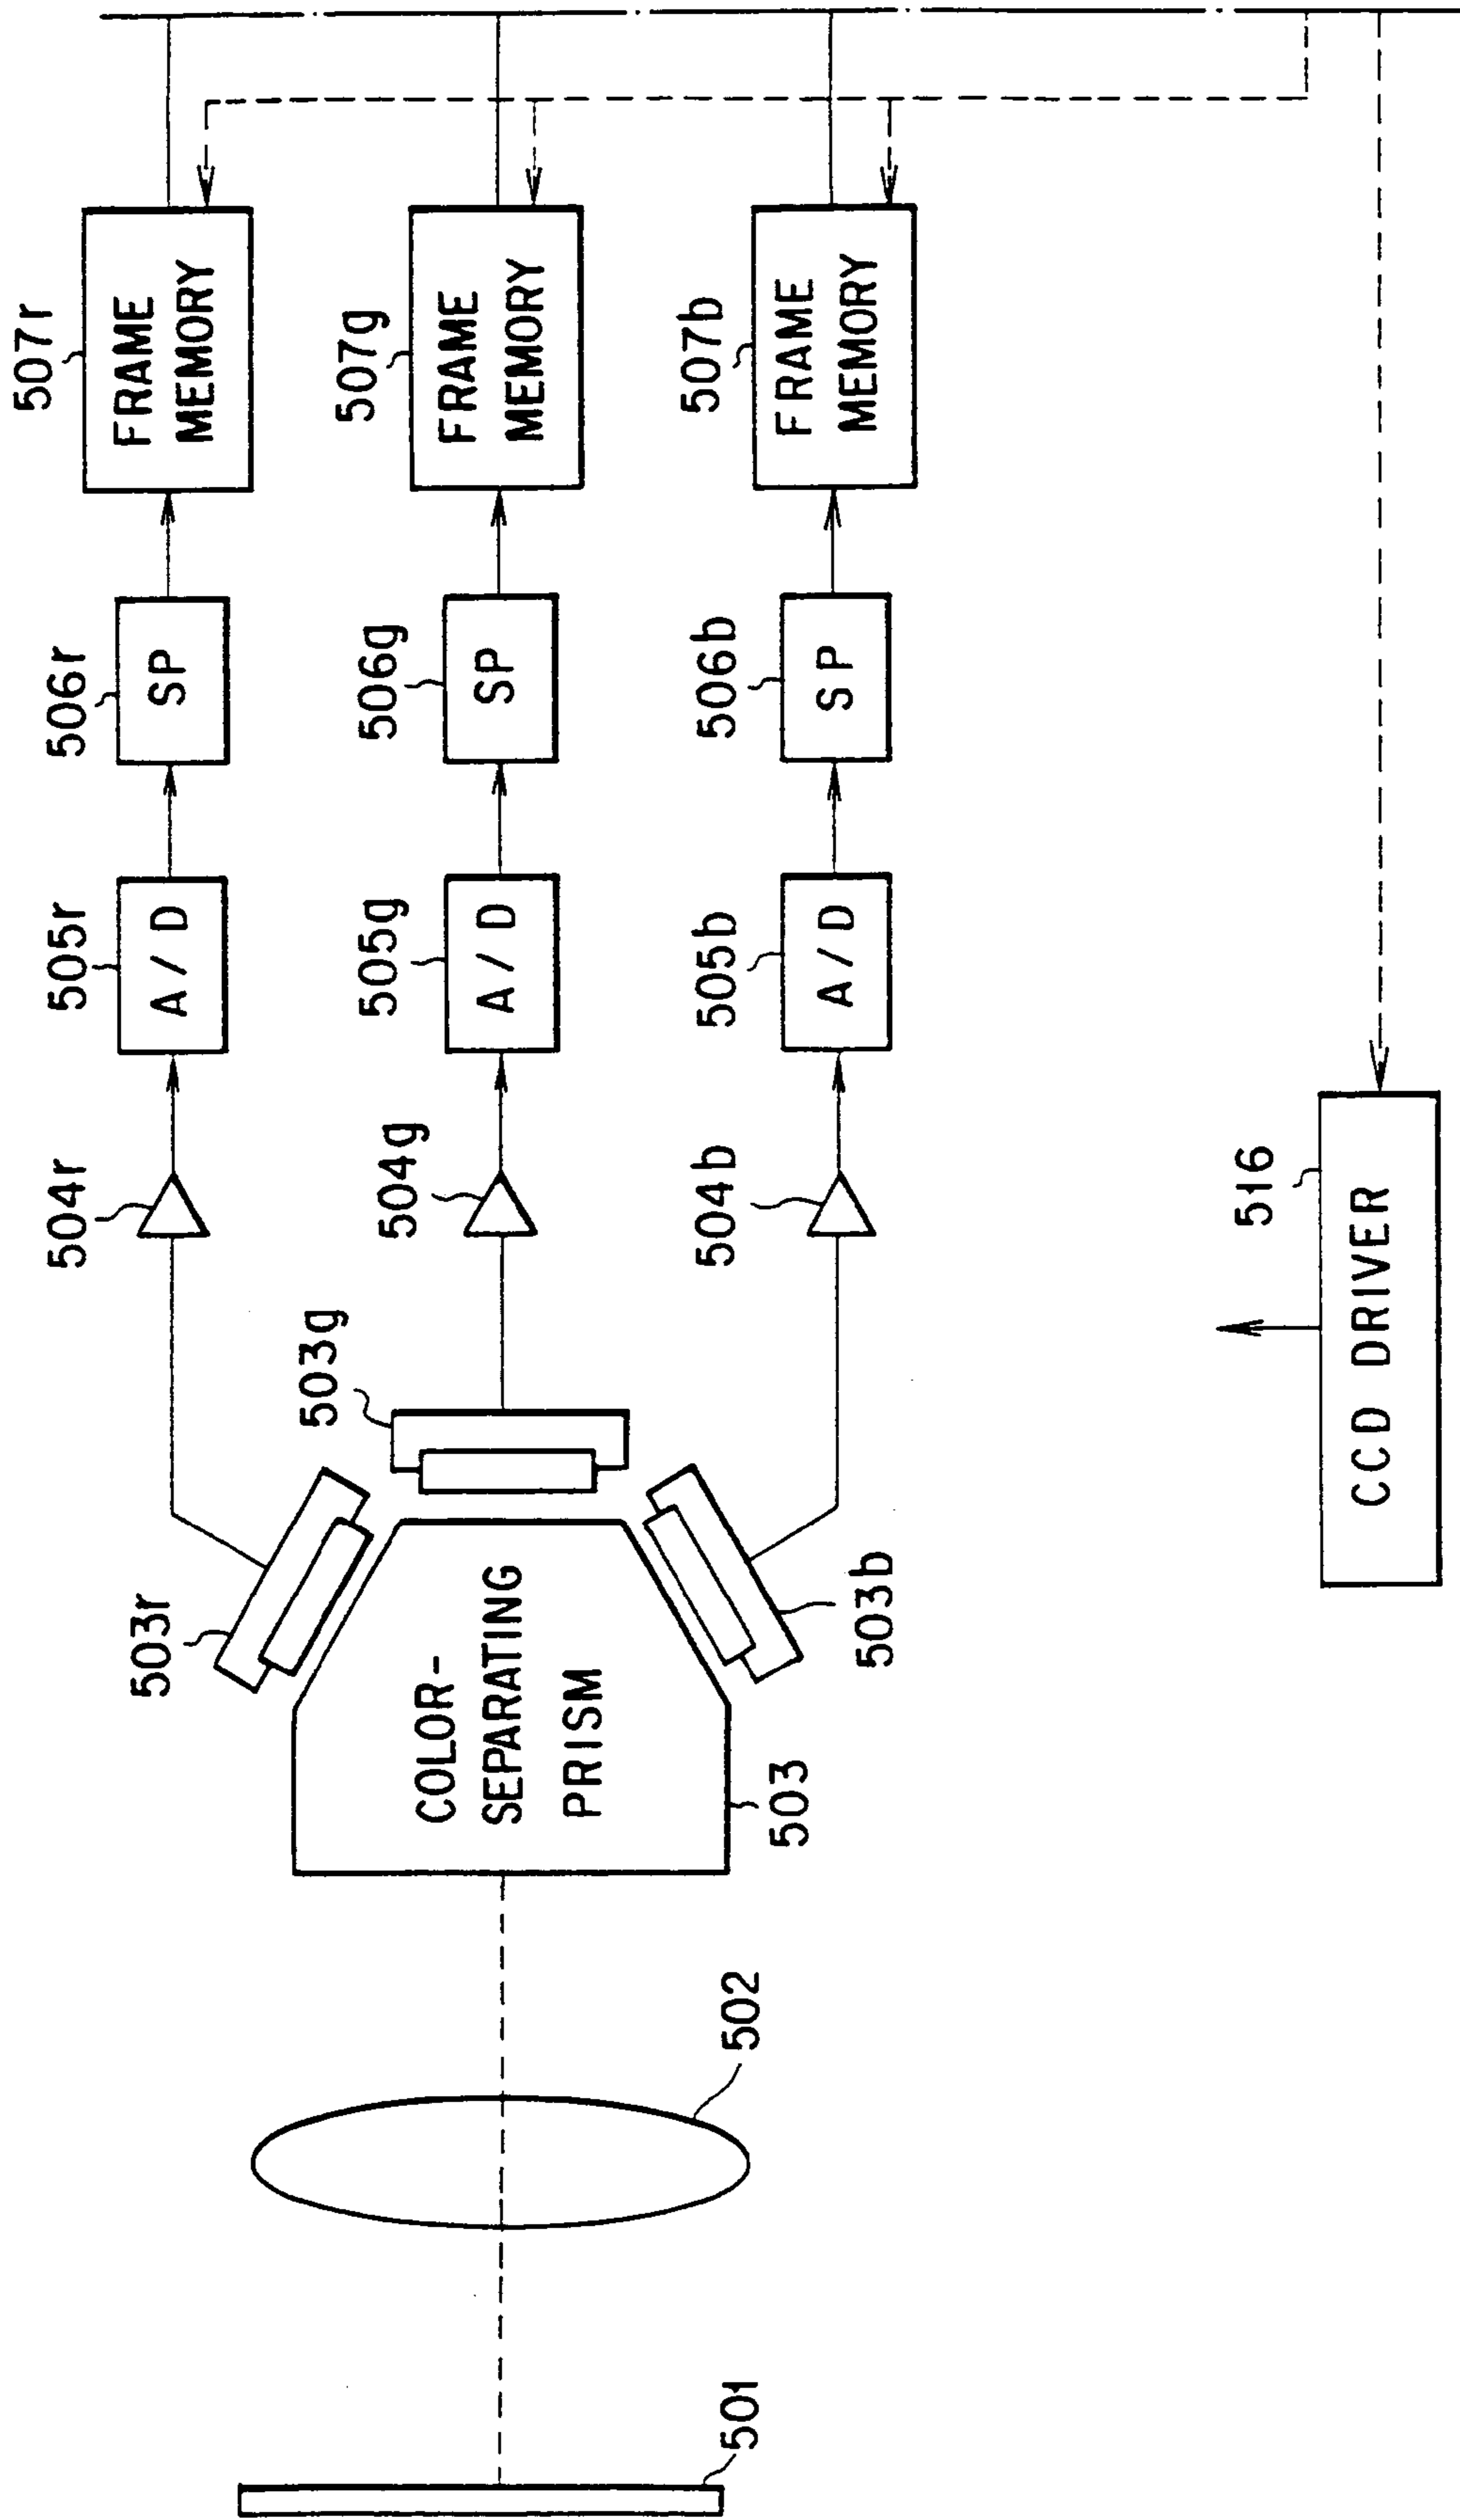 507r
FRAME
MEMORY
507g
FRAME
MEMORY
507b
FRAME
MEMORY
506r
SP
506g
SP
506b
SP
505r
A/D
505g
A/D
505b
A/D
504r
504g
504b
503r
503g
503b
COLOR-
SEPARATING
PRISM
503
502
501
516
CCD DRIVER